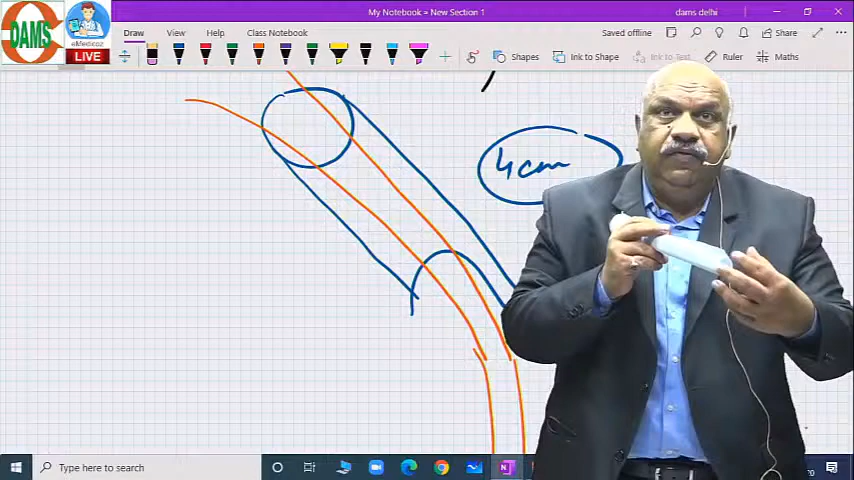 My Notebook - New Section 1
dams delhi
DAMS
eMedicoz
LIVE
Draw
View
Help
Class Notebook
Saved offline
Share
Shapes
Ink to Shape
Ink to Text
Ruler
Maths
4cm
Type here to search